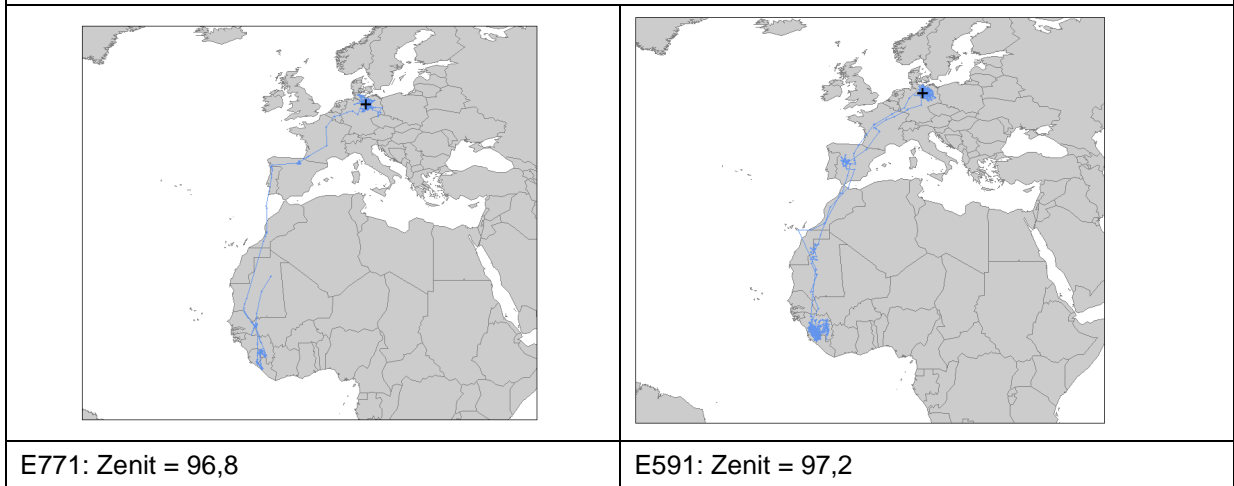 E771: Zenit = 96,8
E591: Zenit = 97,2